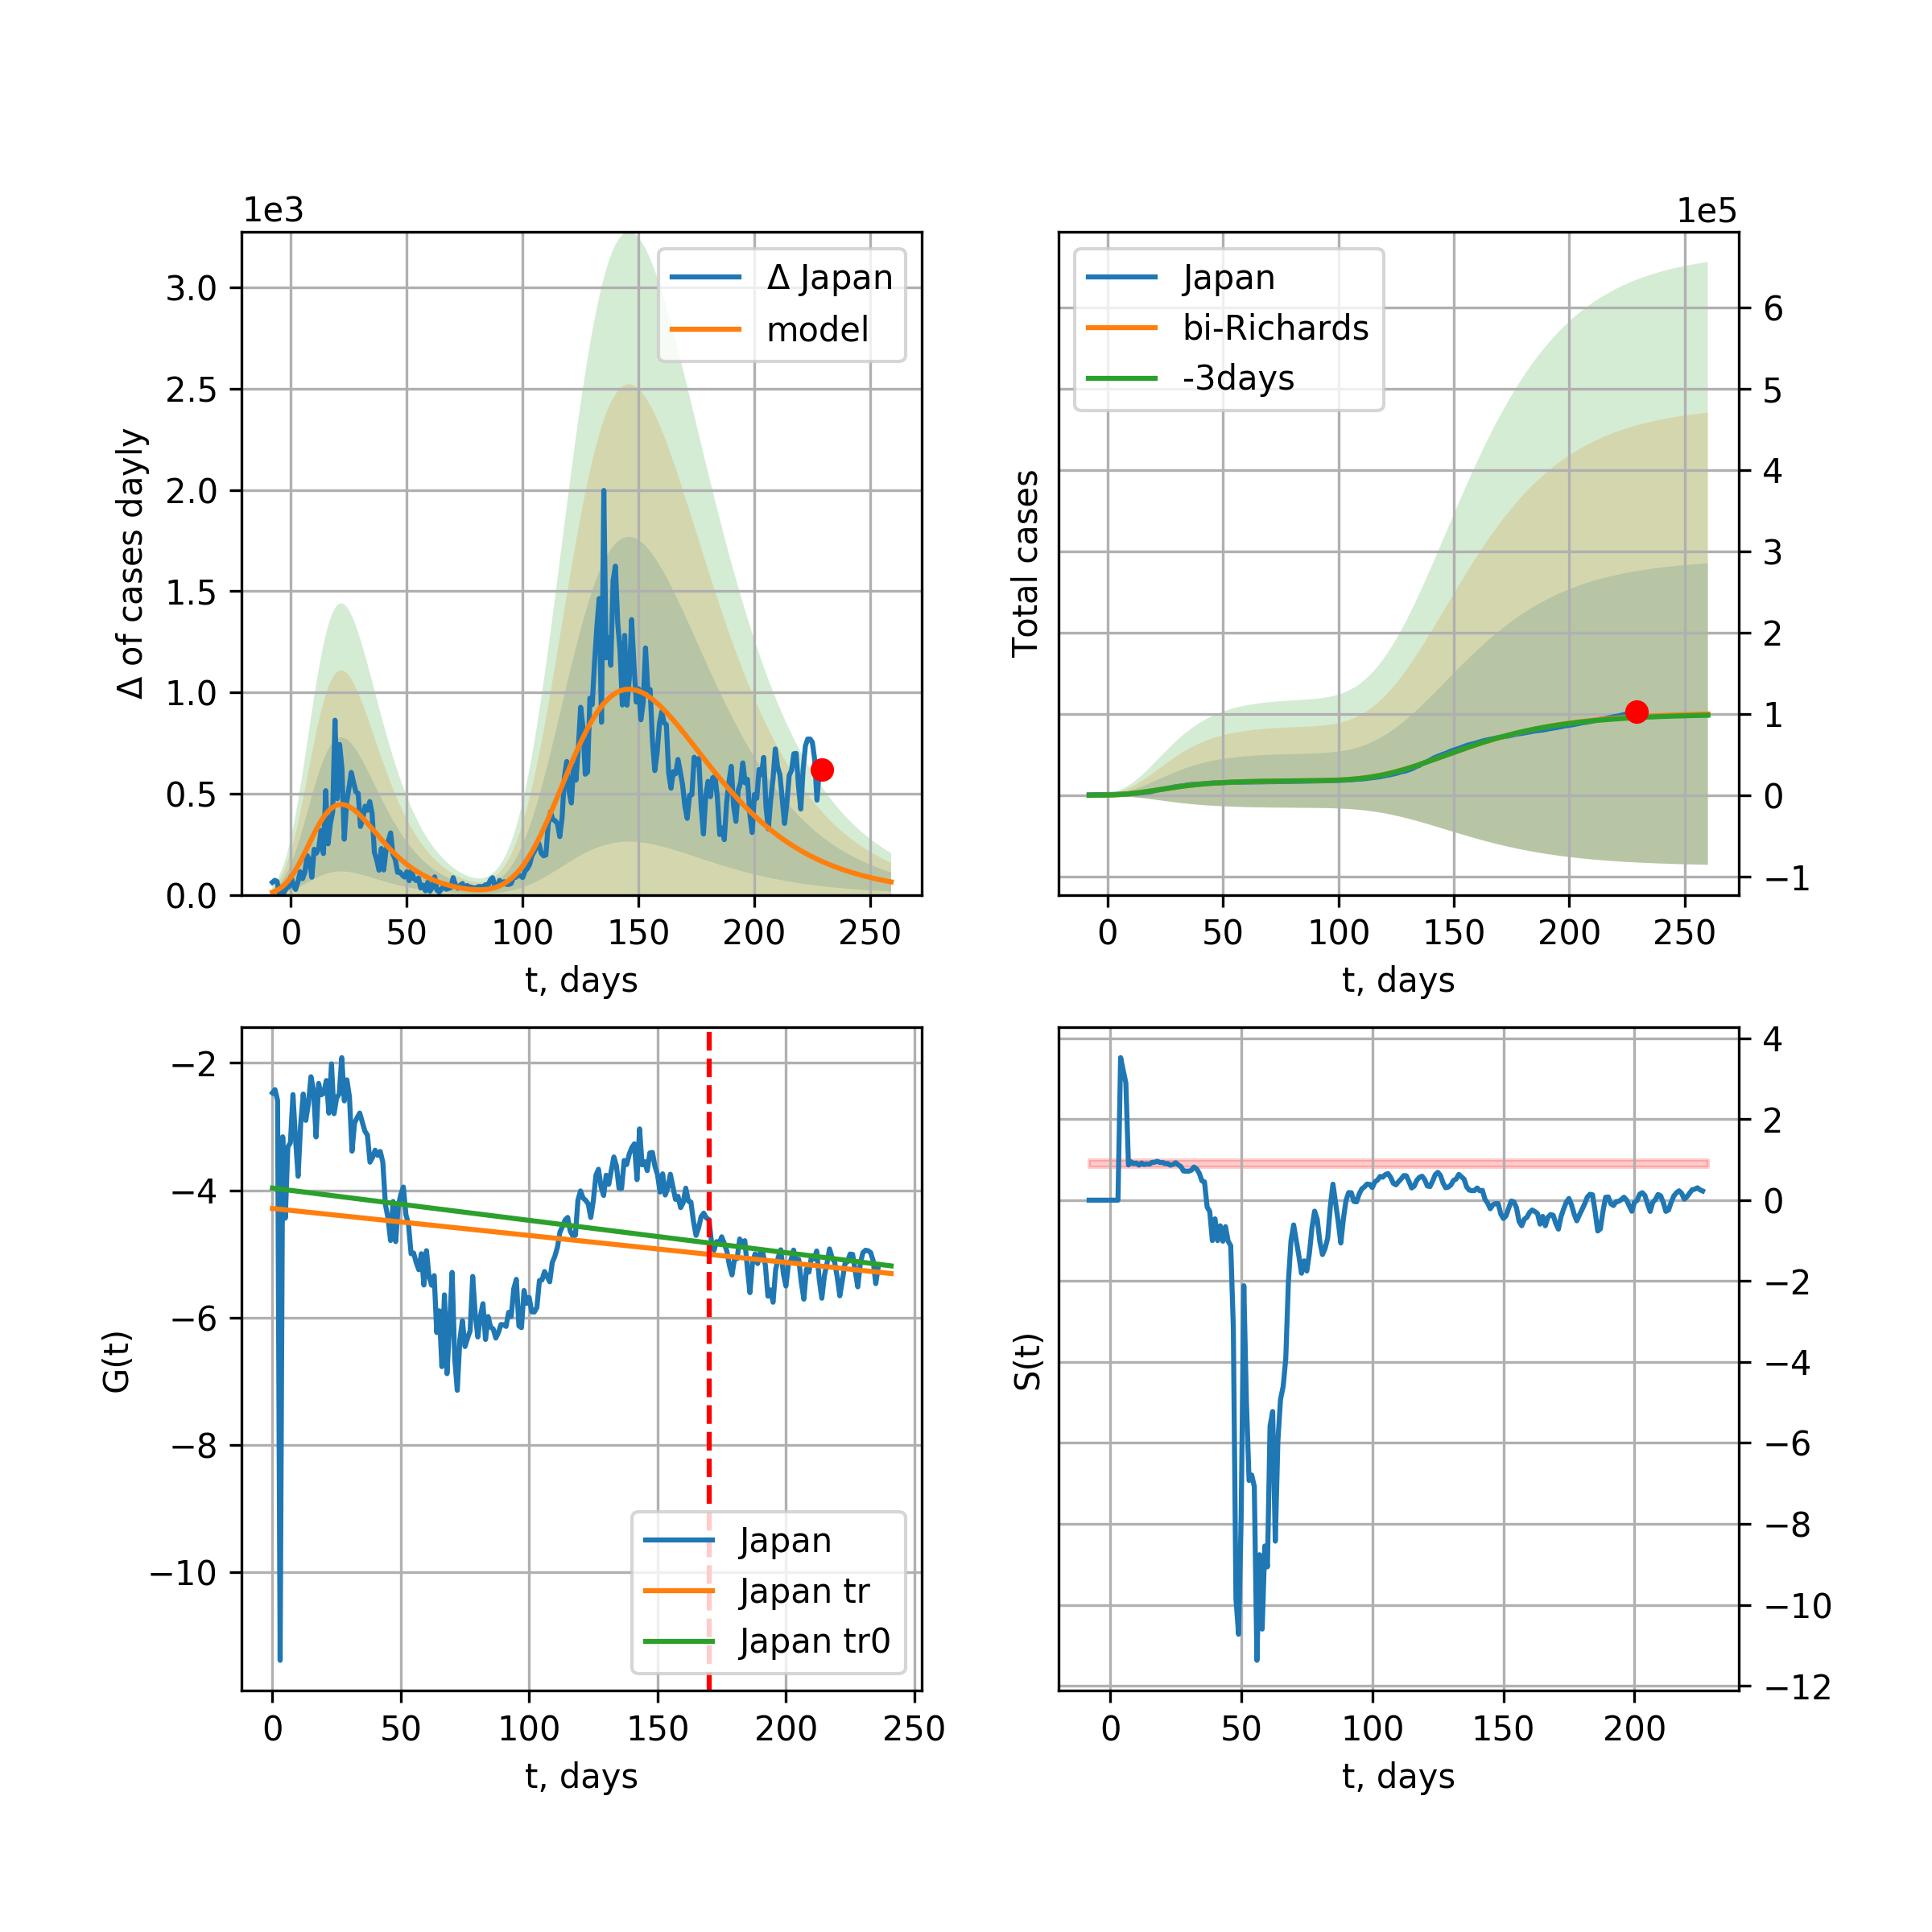 1e3
Δ of cases dayly
3.0
2.5
2.0
1.5
1.0
0.5
0.0
0 50 100 150 200 250
t, days
Δ Japan
model
1e5
Total cases
6
5
4
3
2
1
0
−1
0 50 100 150 200 250
t, days
Japan
bi-Richards
-3days
G(t)
−2
−4
−6
−8
−10
0 50 100 150 200 250
t, days
Japan
Japan tr
Japan tr0
S(t)
4
2
0
−2
−4
−6
−8
−10
−12
0 50 100 150 200
t, days